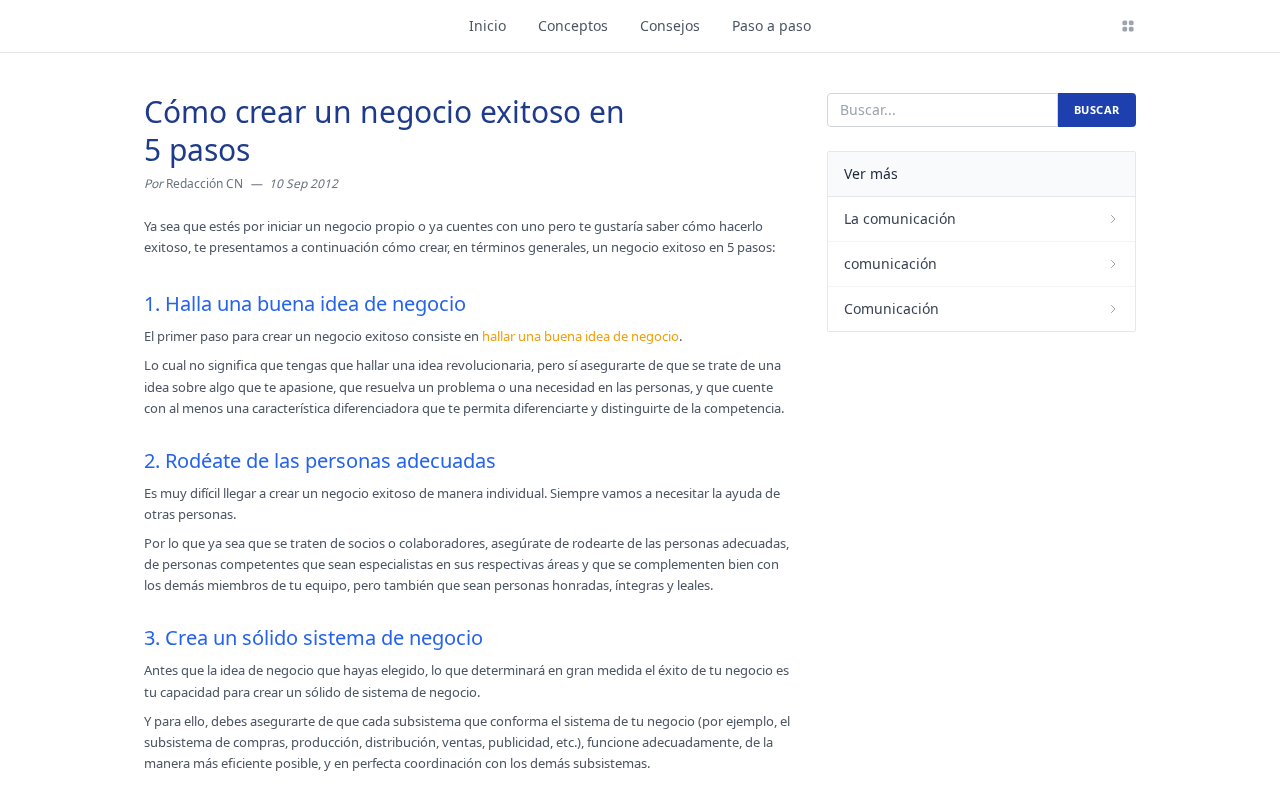 Inicio
Conceptos
Consejos
Paso a paso
Cómo crear un negocio exitoso en
5 pasos
Por Redacción CN — 10 Sep 2012
Ya sea que estés por iniciar un negocio propio o ya cuentes con uno pero te gustaría saber cómo hacerlo
exitoso, te presentamos a continuación cómo crear, en términos generales, un negocio exitoso en 5 pasos:
1. Halla una buena idea de negocio
El primer paso para crear un negocio exitoso consiste en hallar una buena idea de negocio.
Lo cual no significa que tengas que hallar una idea revolucionaria, pero sí asegurarte de que se trate de una
idea sobre algo que te apasione, que resuelva un problema o una necesidad en las personas, y que cuente
con al menos una característica diferenciadora que te permita diferenciarte y distinguirte de la competencia.
2. Rodéate de las personas adecuadas
Es muy difícil llegar a crear un negocio exitoso de manera individual. Siempre vamos a necesitar la ayuda de
otras personas.
Por lo que ya sea que se traten de socios o colaboradores, asegúrate de rodearte de las personas adecuadas,
de personas competentes que sean especialistas en sus respectivas áreas y que se complementen bien con
los demás miembros de tu equipo, pero también que sean personas honradas, íntegras y leales.
3. Crea un sólido sistema de negocio
Antes que la idea de negocio que hayas elegido, lo que determinará en gran medida el éxito de tu negocio es
tu capacidad para crear un sólido de sistema de negocio.
Y para ello, debes asegurarte de que cada subsistema que conforma el sistema de tu negocio (por ejemplo, el
subsistema de compras, producción, distribución, ventas, publicidad, etc.), funcione adecuadamente, de la
manera más eficiente posible, y en perfecta coordinación con los demás subsistemas.
Buscar...
BUSCAR
Ver más
La comunicación
comunicación
Comunicación